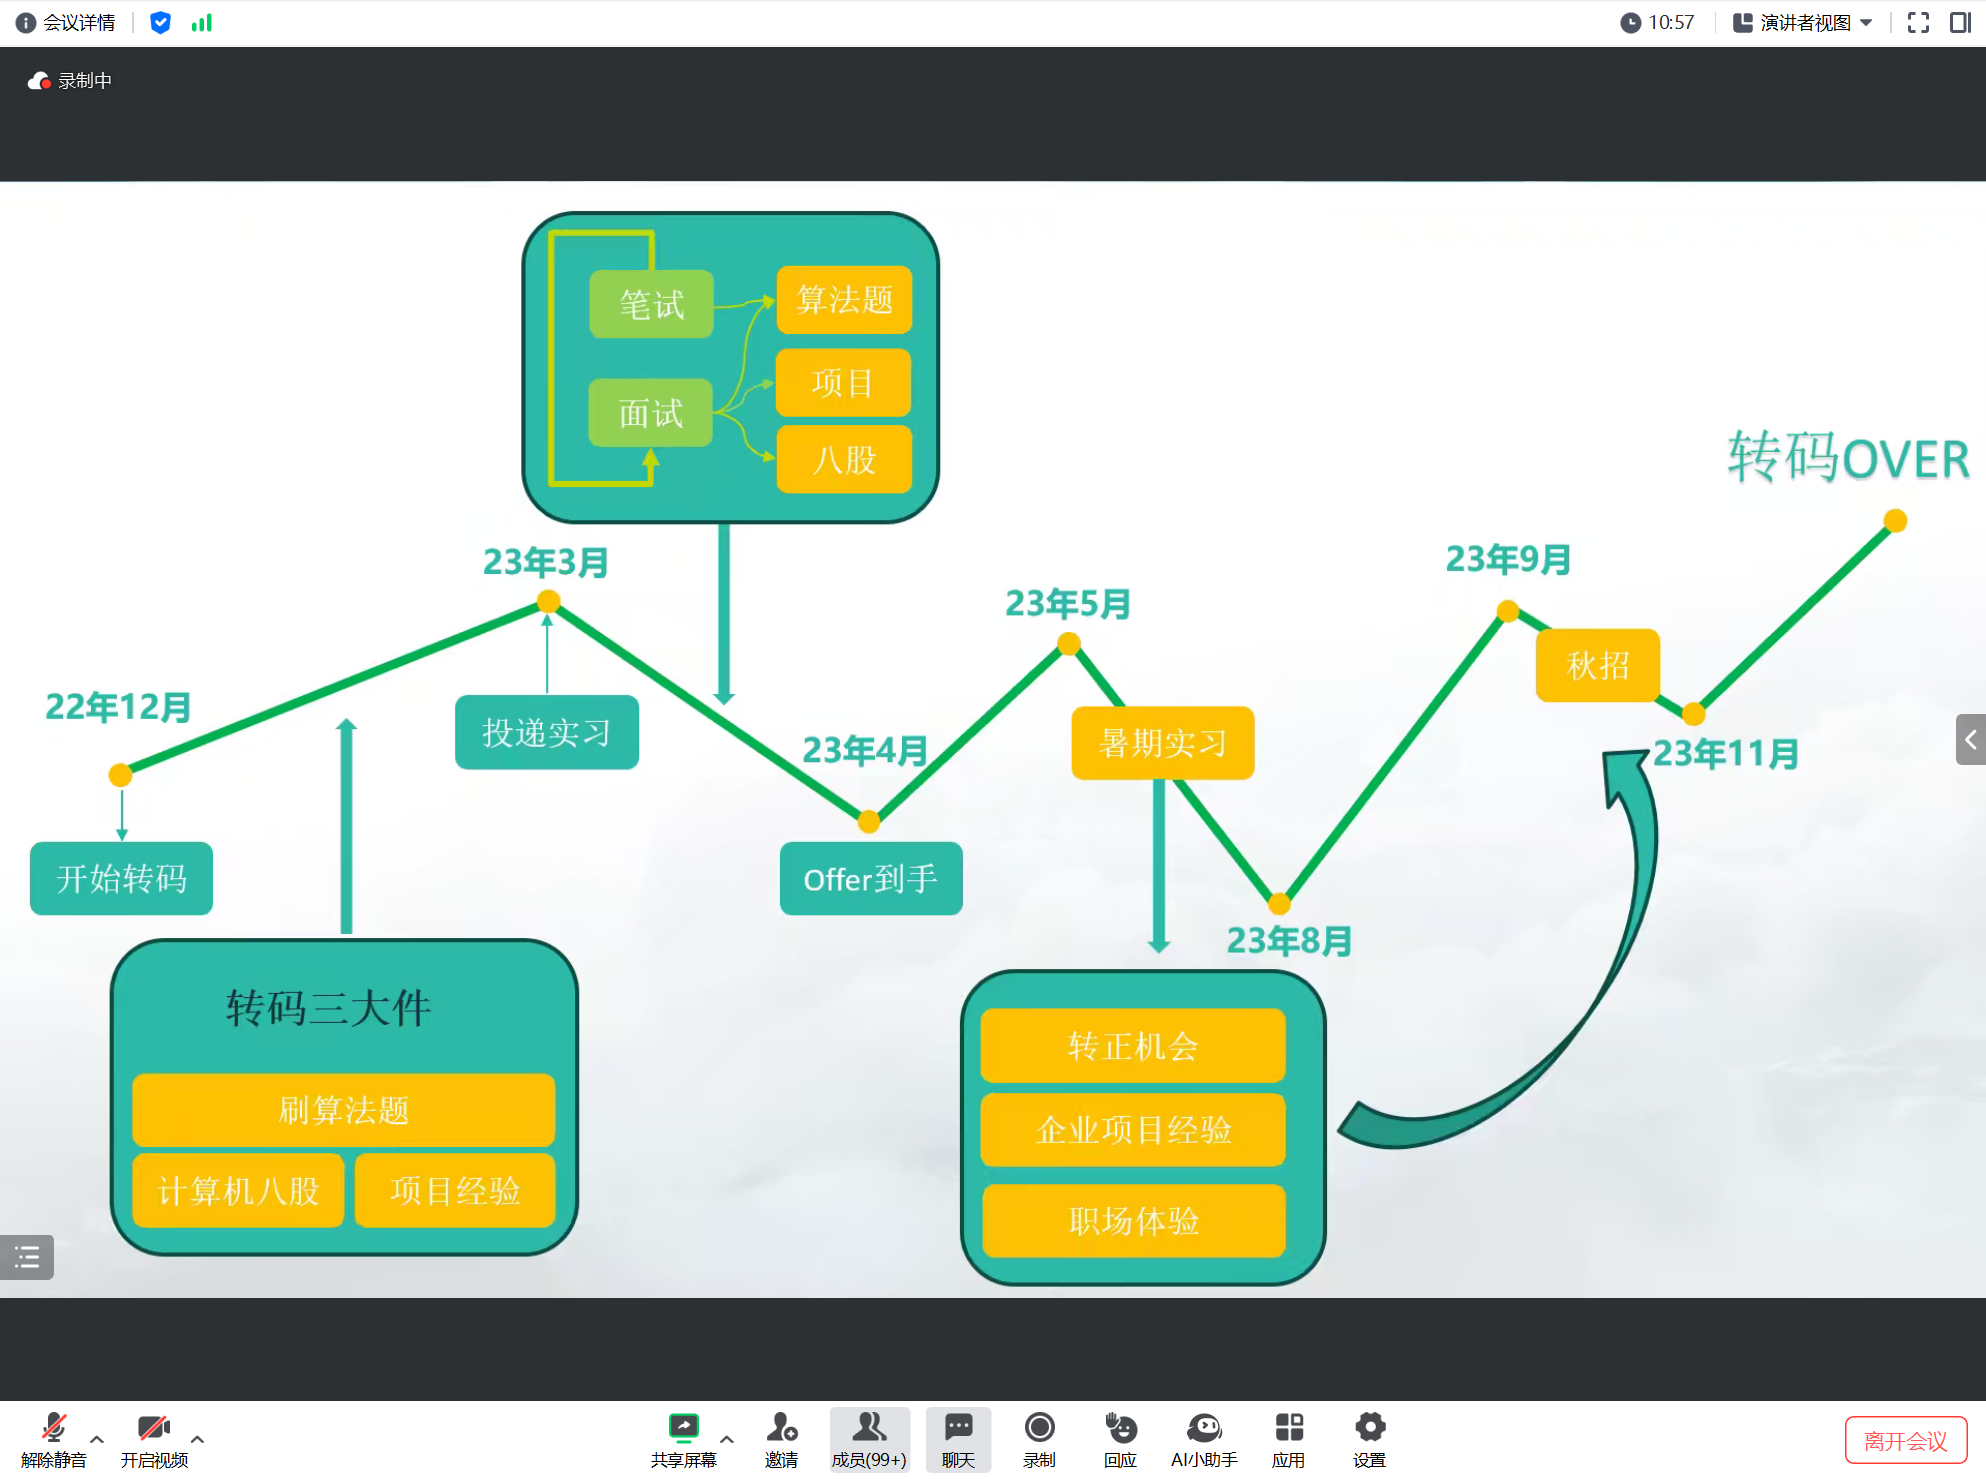 会议详情
10:57
演讲者视图
录制中
笔试
算法题
项目
面试
八股
转码OVER
23年3月
23年9月
23年5月
秋招
22年12月
投递实习
暑期实习
23年4月
23年11月
开始转码
Offer到手
23年8月
转码三大件
刷算法题
计算机八股
项目经验
转正机会
企业项目经验
职场体验
解除静音
开启视频
共享屏幕
邀请
成员(99+)
聊天
录制
回应
AI小助手
应用
设置
离开会议